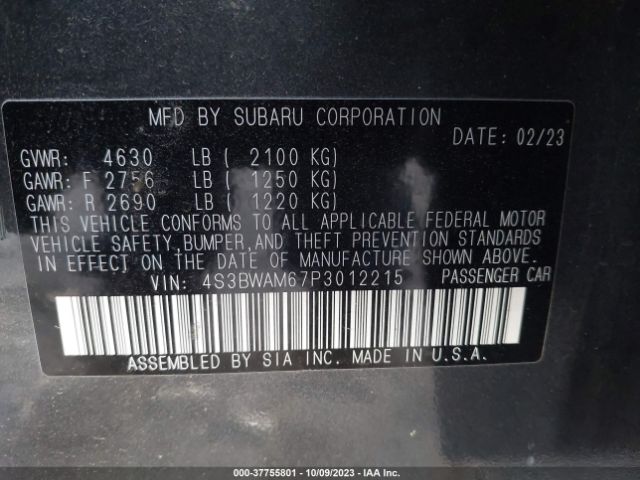 MFD BY SUBARU CORPORATION
DATE: 02/23
GVWR: 4630 LB ( 2100 KG)
GAWR: F 2756 LB ( 1250 KG)
GAWR: R 2690 LB ( 1220 KG)
THIS VEHICLE CONFORMS TO ALL APPLICABLE FEDERAL MOTOR
VEHICLE SAFETY, BUMPER, AND THEFT PREVENTION STANDARDS
IN EFFECT ON THE DATE OF MANUFACTURE SHOWN ABOVE.
VIN: 4S3BWAM67P3012215 PASSENGER CAR
ASSEMBLED BY SIA INC. MADE IN U.S.A.
000-37755801 | 10/09/2023 | IAA Inc.